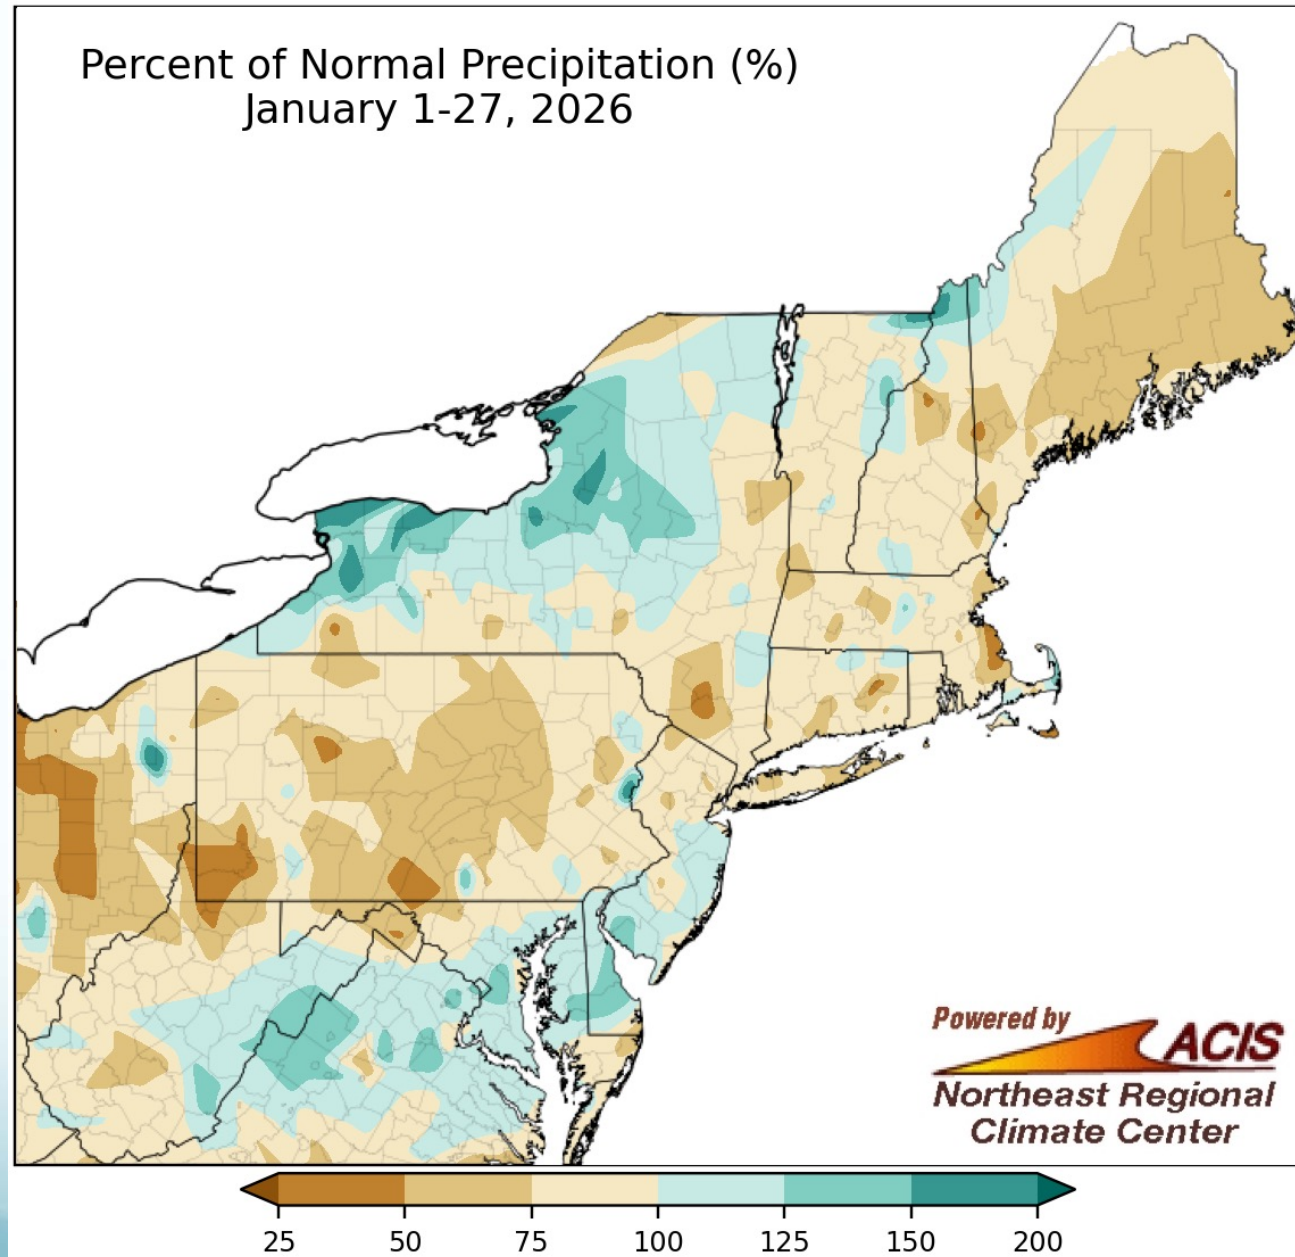 Percent of Normal Precipitation (%)
January 1-27, 2026
Powered by
ACIS
Northeast Regional
Climate Center
25 50 75 100 125 150 200